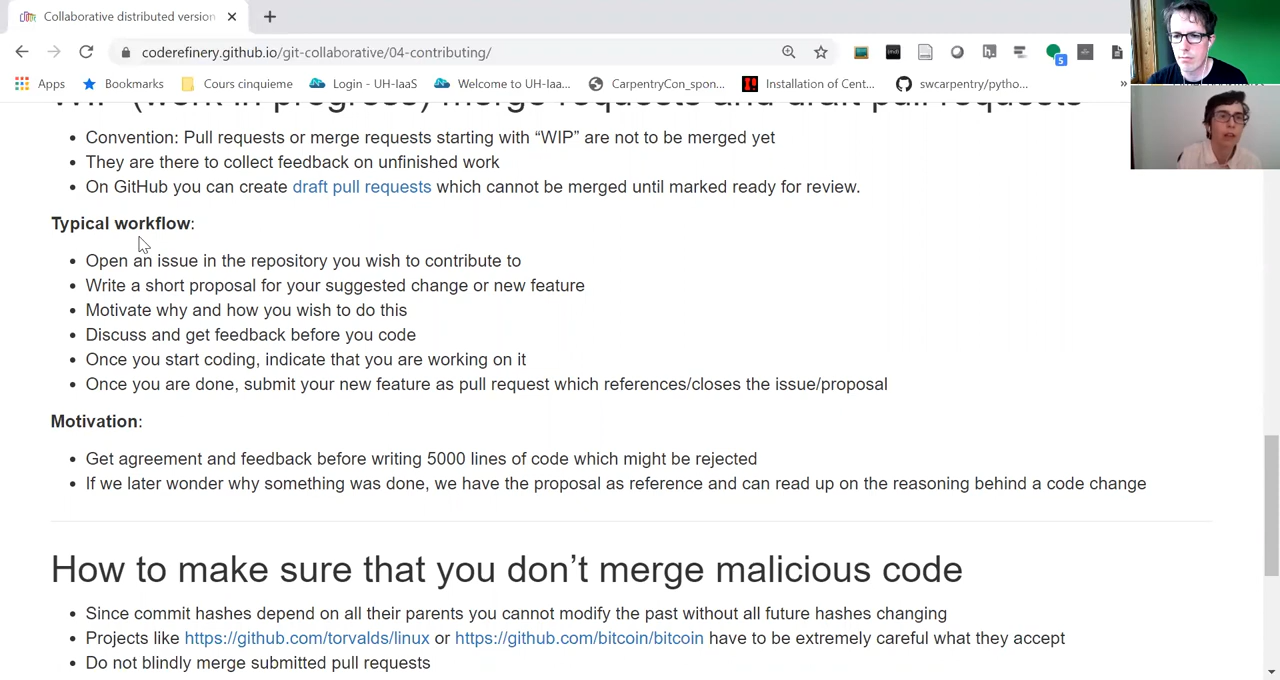 Collaborative distributed version
coderefinery.github.io/git-collaborative/04-contributing/
5
Apps
Bookmarks
Cours cinquieme
Login - UH-IaaS
Welcome to UH-Iaa...
CarpentryCon_spon...
Installation of Cent...
swcarpentry/pytho...
»
WIP (work in progress) merge requests and draft pull requests
• Convention: Pull requests or merge requests starting with “WIP” are not to be merged yet
• They are there to collect feedback on unfinished work
• On GitHub you can create draft pull requests which cannot be merged until marked ready for review.
Typical workflow:
• Open an issue in the repository you wish to contribute to
• Write a short proposal for your suggested change or new feature
• Motivate why and how you wish to do this
• Discuss and get feedback before you code
• Once you start coding, indicate that you are working on it
• Once you are done, submit your new feature as pull request which references/closes the issue/proposal
Motivation:
• Get agreement and feedback before writing 5000 lines of code which might be rejected
• If we later wonder why something was done, we have the proposal as reference and can read up on the reasoning behind a code change
How to make sure that you don’t merge malicious code
• Since commit hashes depend on all their parents you cannot modify the past without all future hashes changing
• Projects like https://github.com/torvalds/linux or https://github.com/bitcoin/bitcoin have to be extremely careful what they accept
• Do not blindly merge submitted pull requests